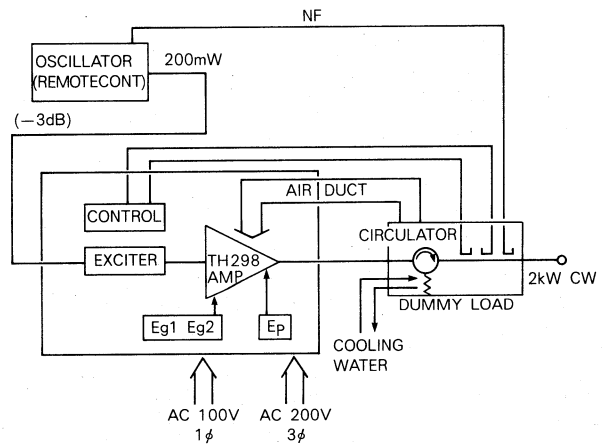 NF
OSCILLATOR
(REMOTECONT)
200mW
(−3dB)
AIR DUCT
CONTROL
CIRCULATOR
EXCITER
TH298
AMP
2kW CW
DUMMY LOAD
Eg1 Eg2
Ep
COOLING
WATER
AC 100V
1ϕ
AC 200V
3ϕ